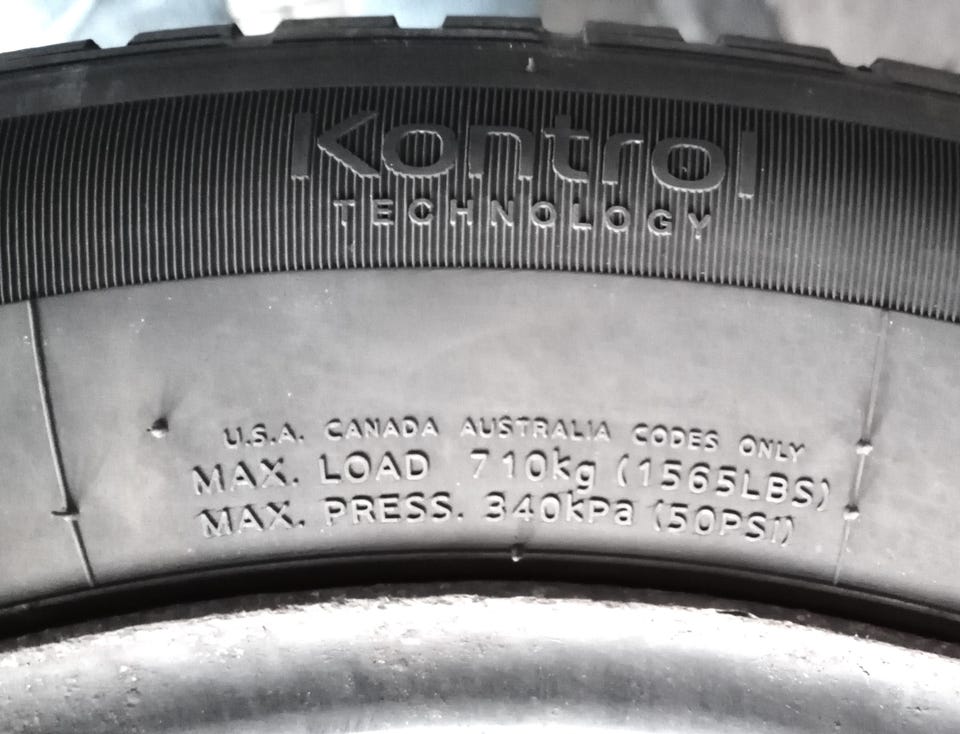 Kontrol
TECHNOLOGY
U.S.A. CANADA AUSTRALIA CODES ONLY
MAX. LOAD 710kg (1565LBS)
MAX. PRESS. 340kPa (50PSI)